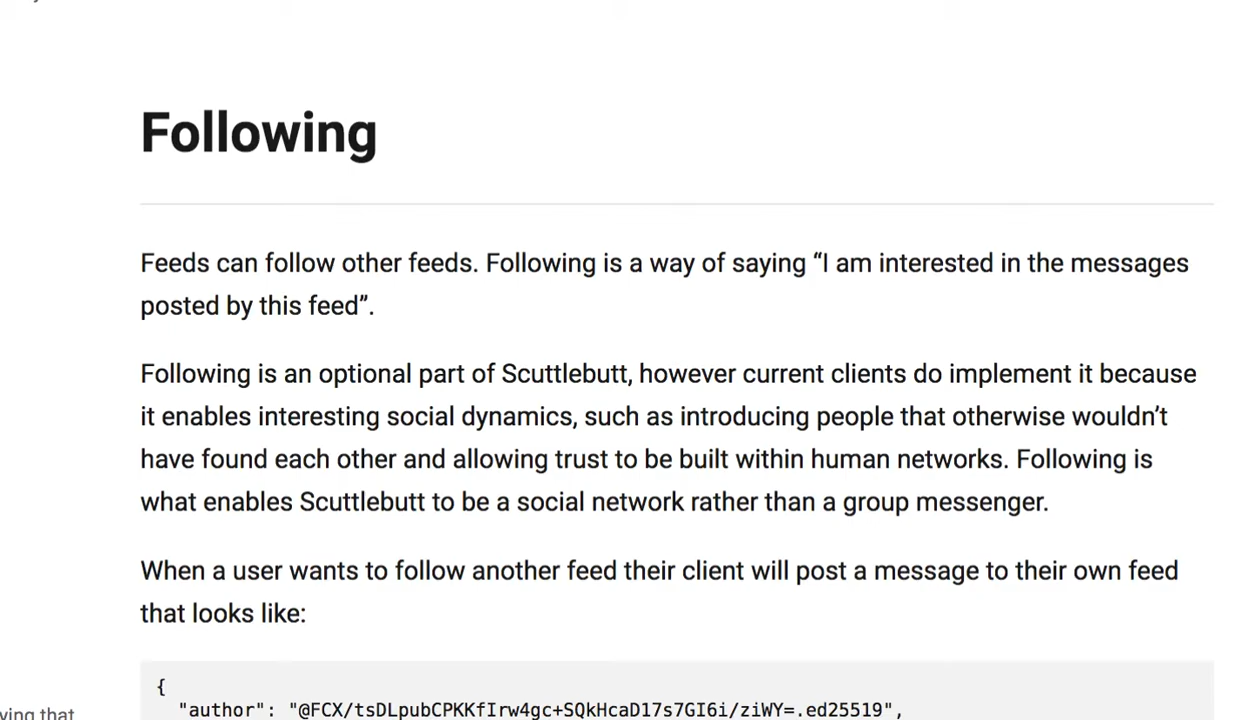 Following
Feeds can follow other feeds. Following is a way of saying “I am interested in the messages
posted by this feed”.
Following is an optional part of Scuttlebutt, however current clients do implement it because
it enables interesting social dynamics, such as introducing people that otherwise wouldn’t
have found each other and allowing trust to be built within human networks. Following is
what enables Scuttlebutt to be a social network rather than a group messenger.
When a user wants to follow another feed their client will post a message to their own feed
that looks like:
{
"author": "@FCX/tsDLpubCPKKfIrw4gc+SQkHcaD17s7GI6i/ziWY=.ed25519",
that